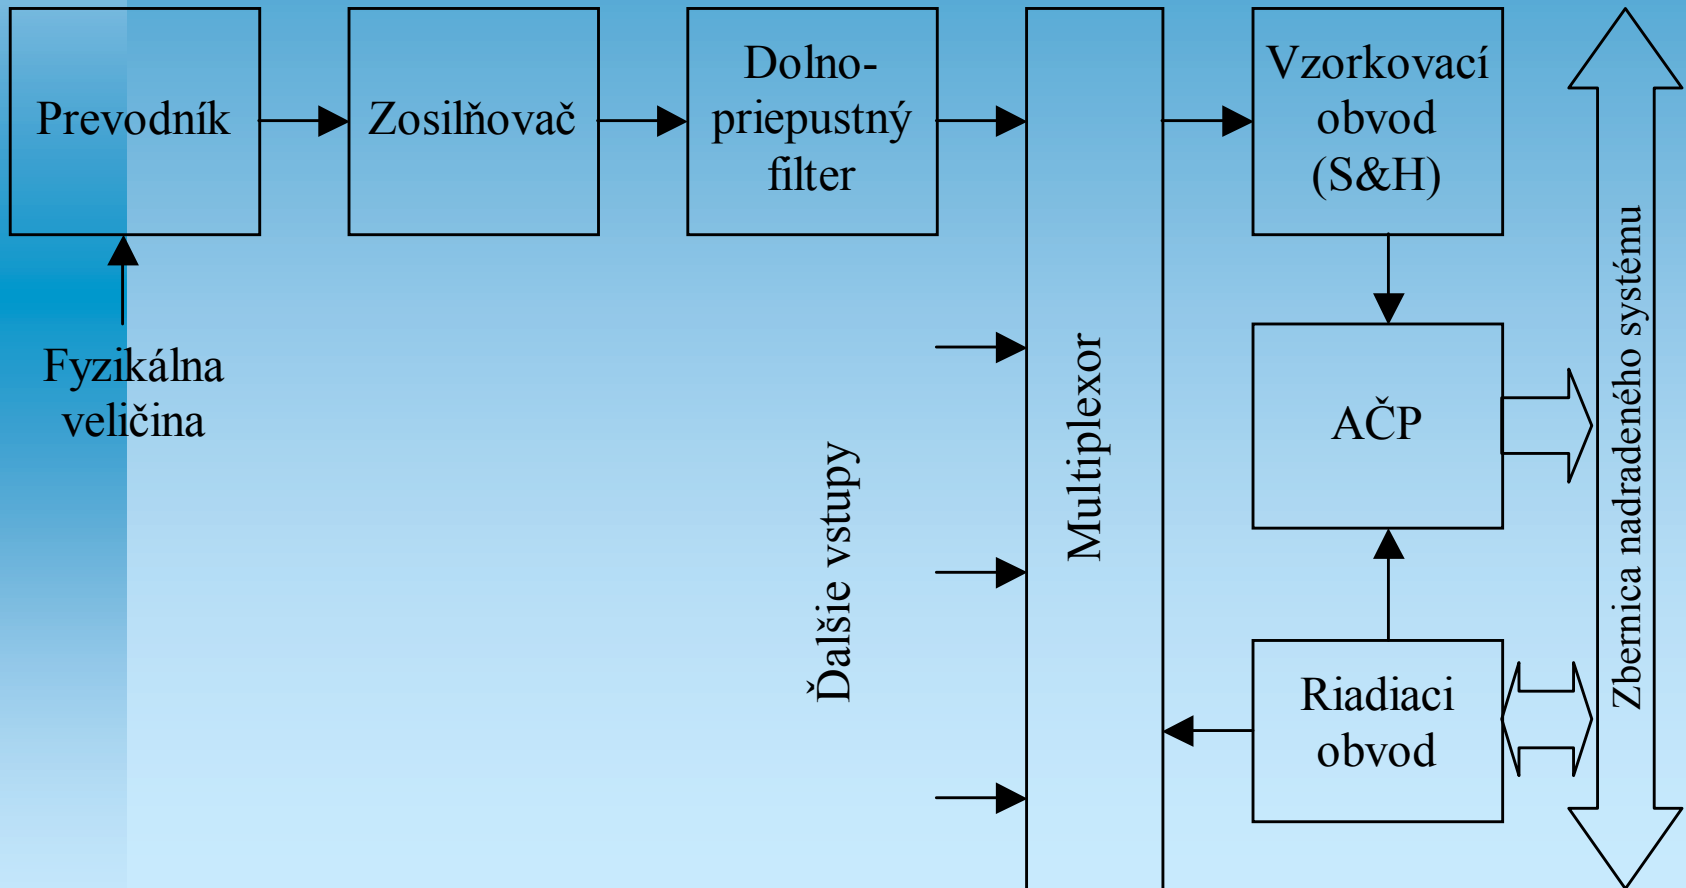 Prevodník
Zosilňovač
Dolno-
priepustný
filter
Vzorkovací
obvod
(S&H)
Fyzikálna
veličina
Ďalšie vstupy
Multiplexor
AČP
Riadiaci
obvod
Zbernica nadradeného systému